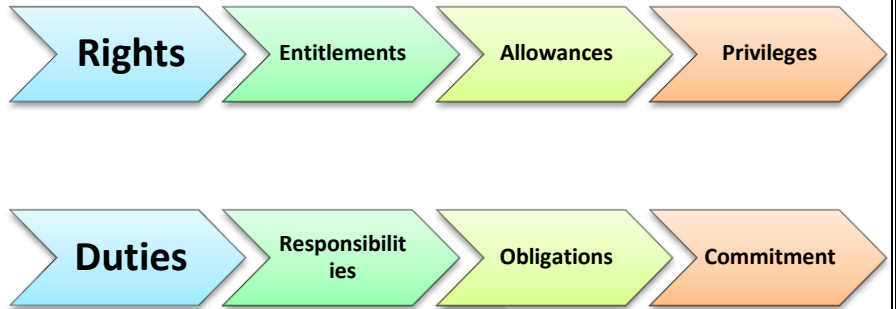 Rights
Entitlements
Allowances
Privileges
Duties
Responsibilit
ies
Obligations
Commitment